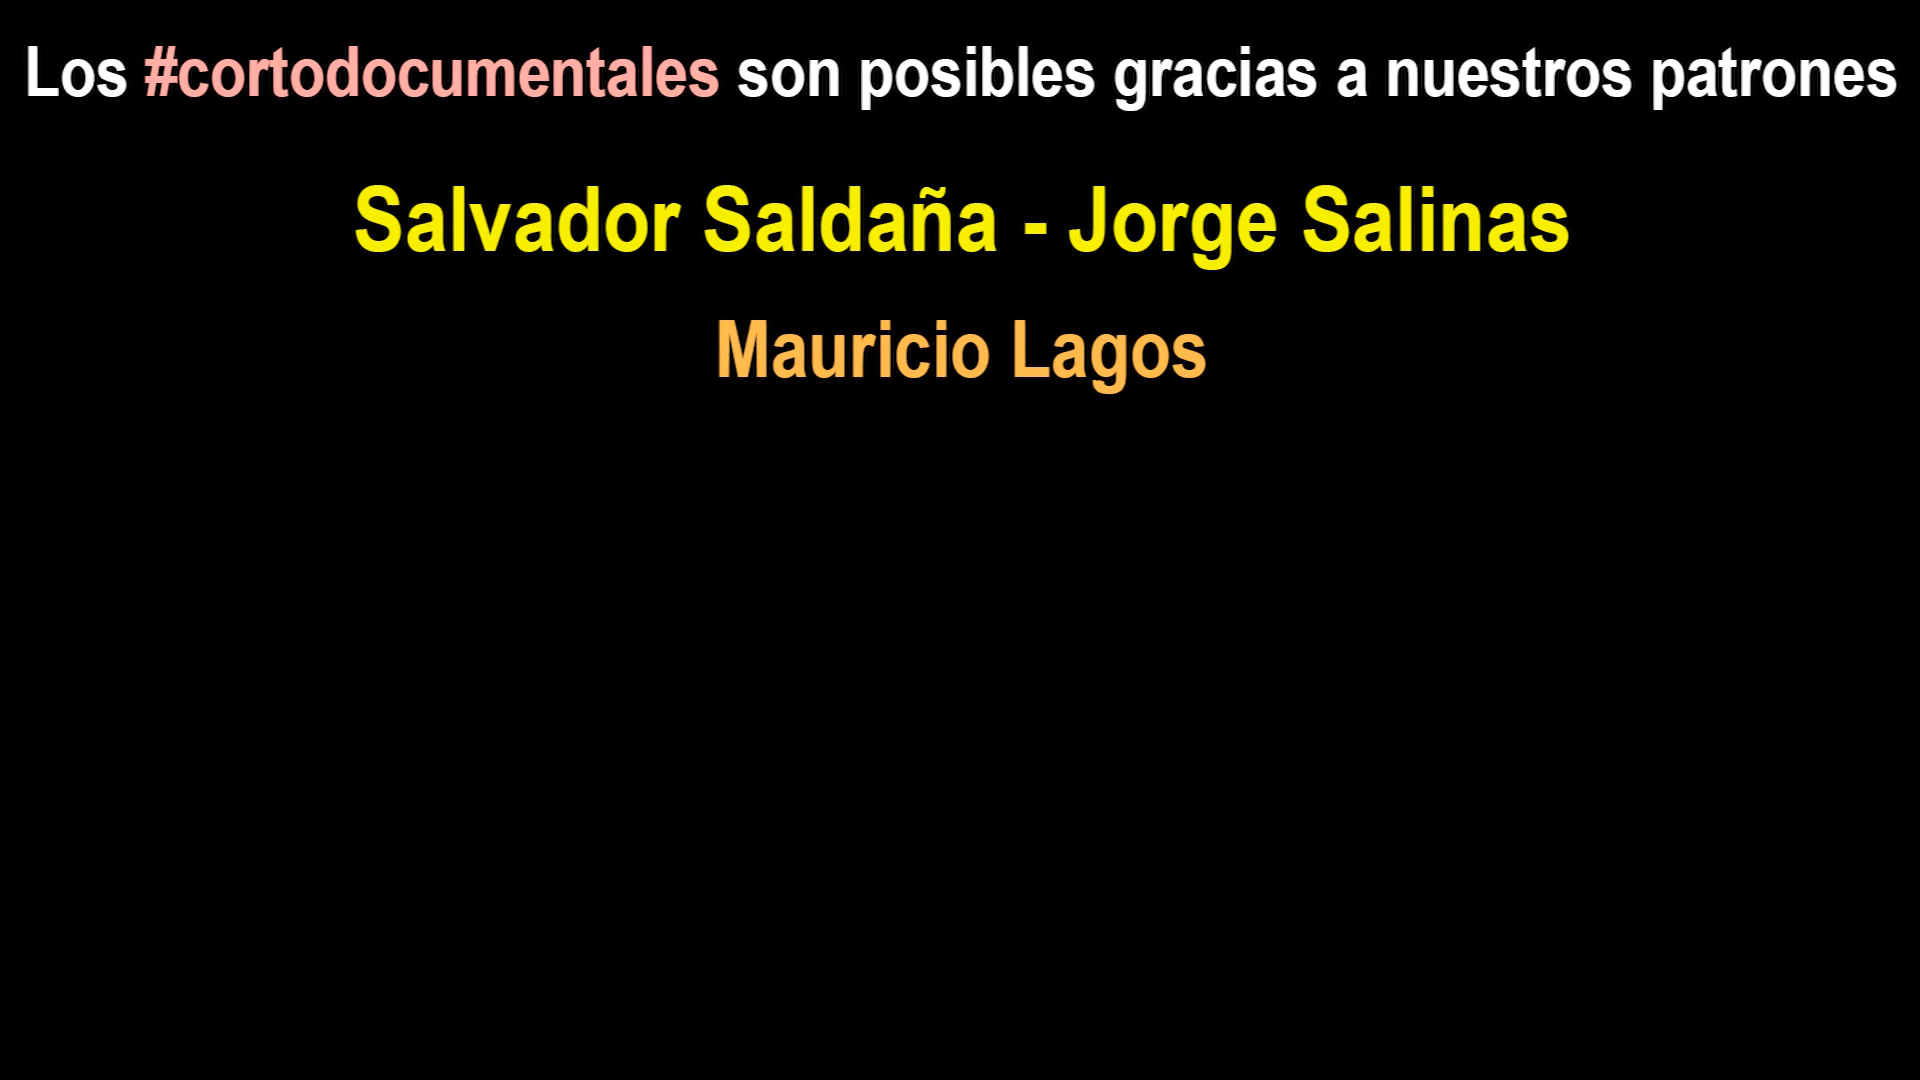 Los #cortodocumentales son posibles gracias a nuestros patrones
Salvador Saldaña - Jorge Salinas
Mauricio Lagos